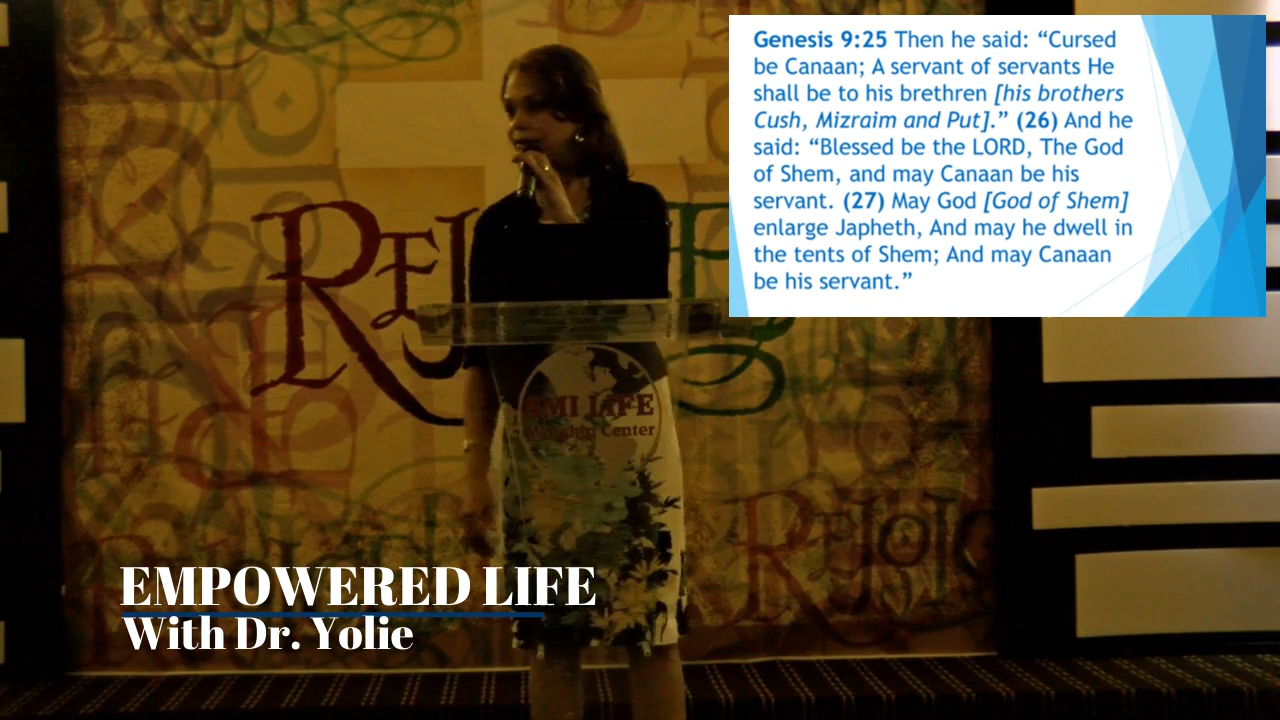 Genesis 9:25 Then he said: “Cursed
be Canaan; A servant of servants He
shall be to his brethren [his brothers
Cush, Mizraim and Put].” (26) And he
said: “Blessed be the LORD, The God
of Shem, and may Canaan be his
servant. (27) May God [God of Shem]
enlarge Japheth, And may he dwell in
the tents of Shem; And may Canaan
be his servant.”
LIFE
Center
EMPOWERED LIFE
With Dr. Yolie